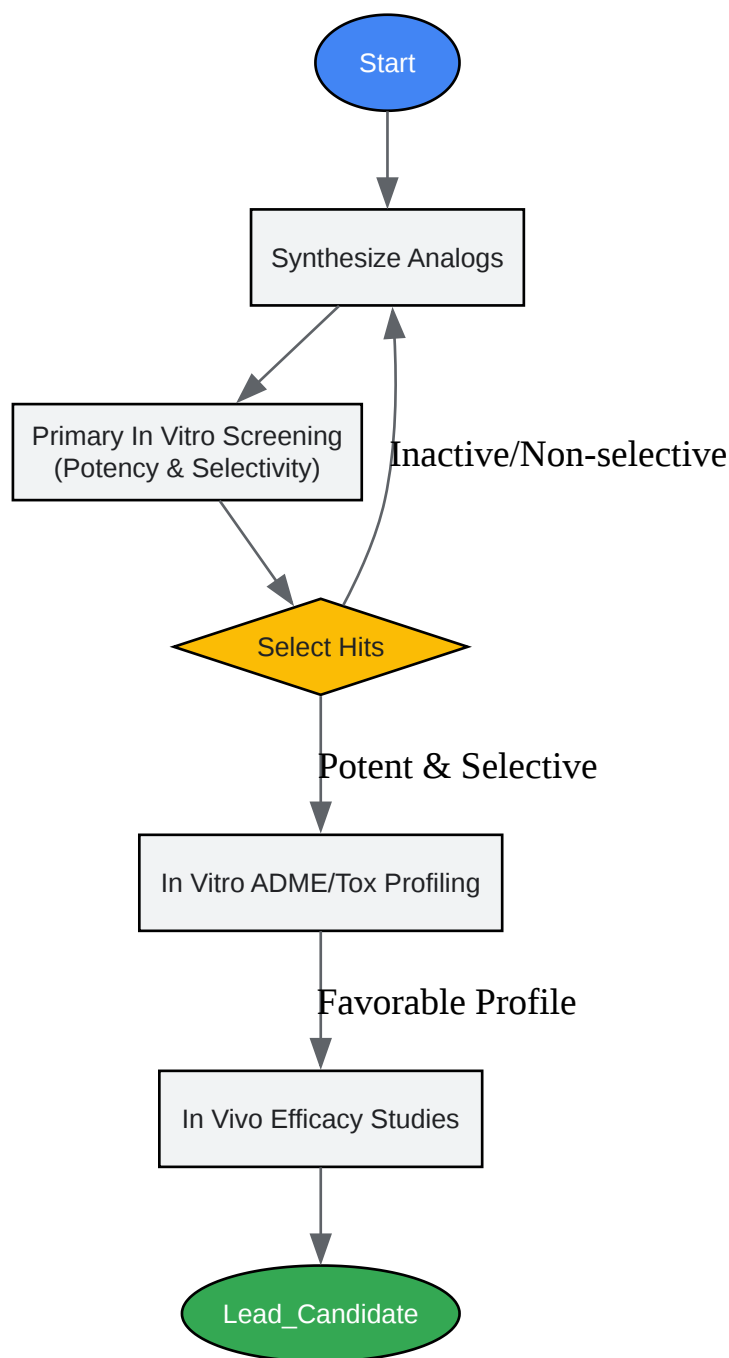 Start
Synthesize Analogs
Primary In Vitro Screening
(Potency & Selectivity)
Inactive/Non-selective
Select Hits
Potent & Selective
In Vitro ADME/Tox Profiling
Favorable Profile
In Vivo Efficacy Studies
Lead_Candidate